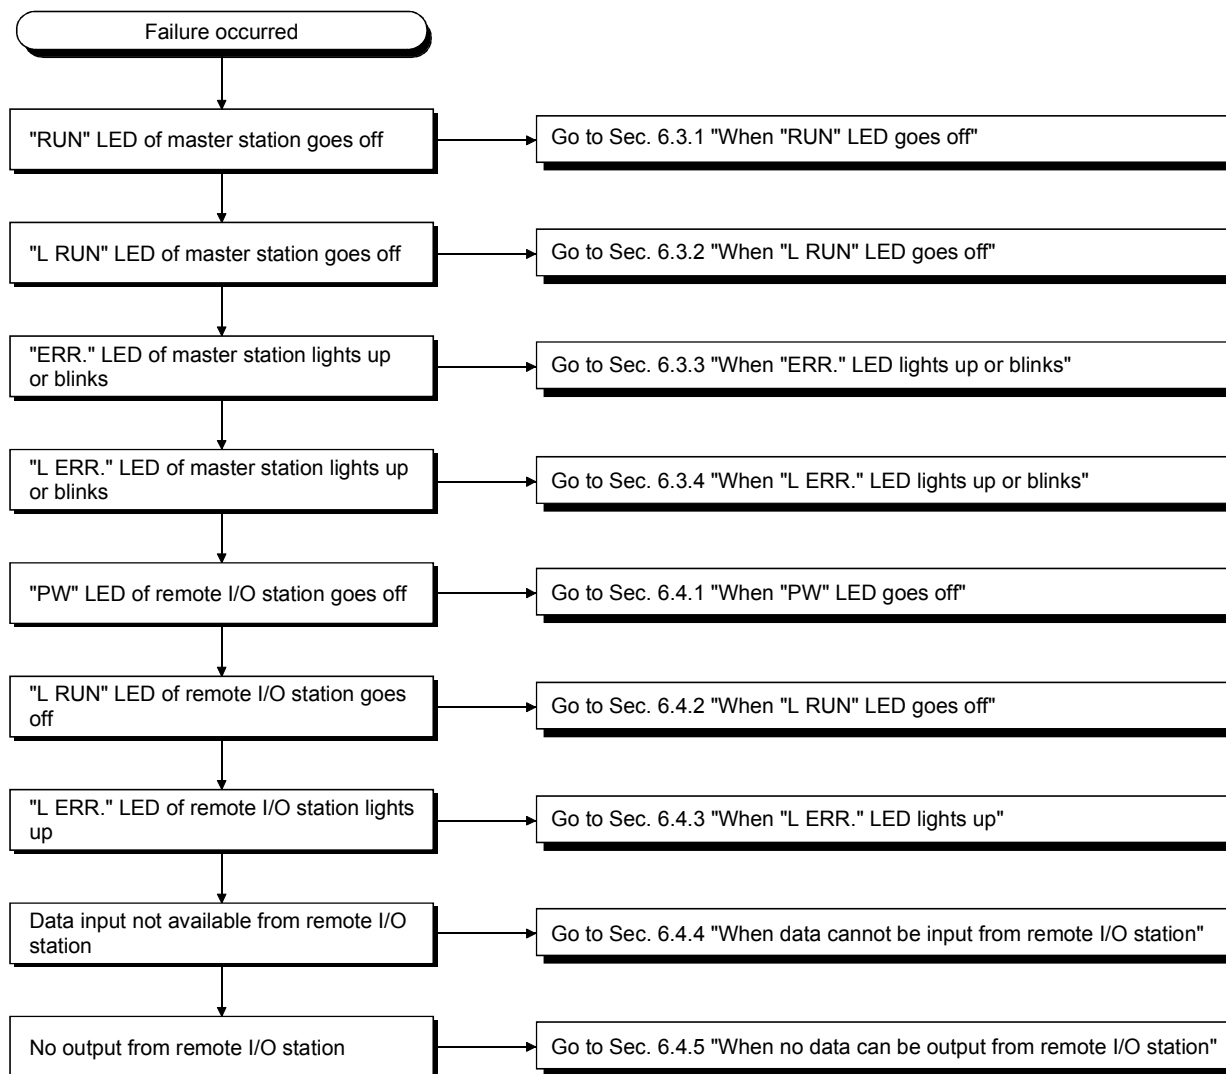 Failure occurred
"RUN" LED of master station goes off
Go to Sec. 6.3.1 "When "RUN" LED goes off"
"L RUN" LED of master station goes off
Go to Sec. 6.3.2 "When "L RUN" LED goes off"
"ERR." LED of master station lights up
or blinks
Go to Sec. 6.3.3 "When "ERR." LED lights up or blinks"
"L ERR." LED of master station lights up
or blinks
Go to Sec. 6.3.4 "When "L ERR." LED lights up or blinks"
"PW" LED of remote I/O station goes off
Go to Sec. 6.4.1 "When "PW" LED goes off"
"L RUN" LED of remote I/O station goes
off
Go to Sec. 6.4.2 "When "L RUN" LED goes off"
"L ERR." LED of remote I/O station lights
up
Go to Sec. 6.4.3 "When "L ERR." LED lights up"
Data input not available from remote I/O
station
Go to Sec. 6.4.4 "When data cannot be input from remote I/O station"
No output from remote I/O station
Go to Sec. 6.4.5 "When no data can be output from remote I/O station"